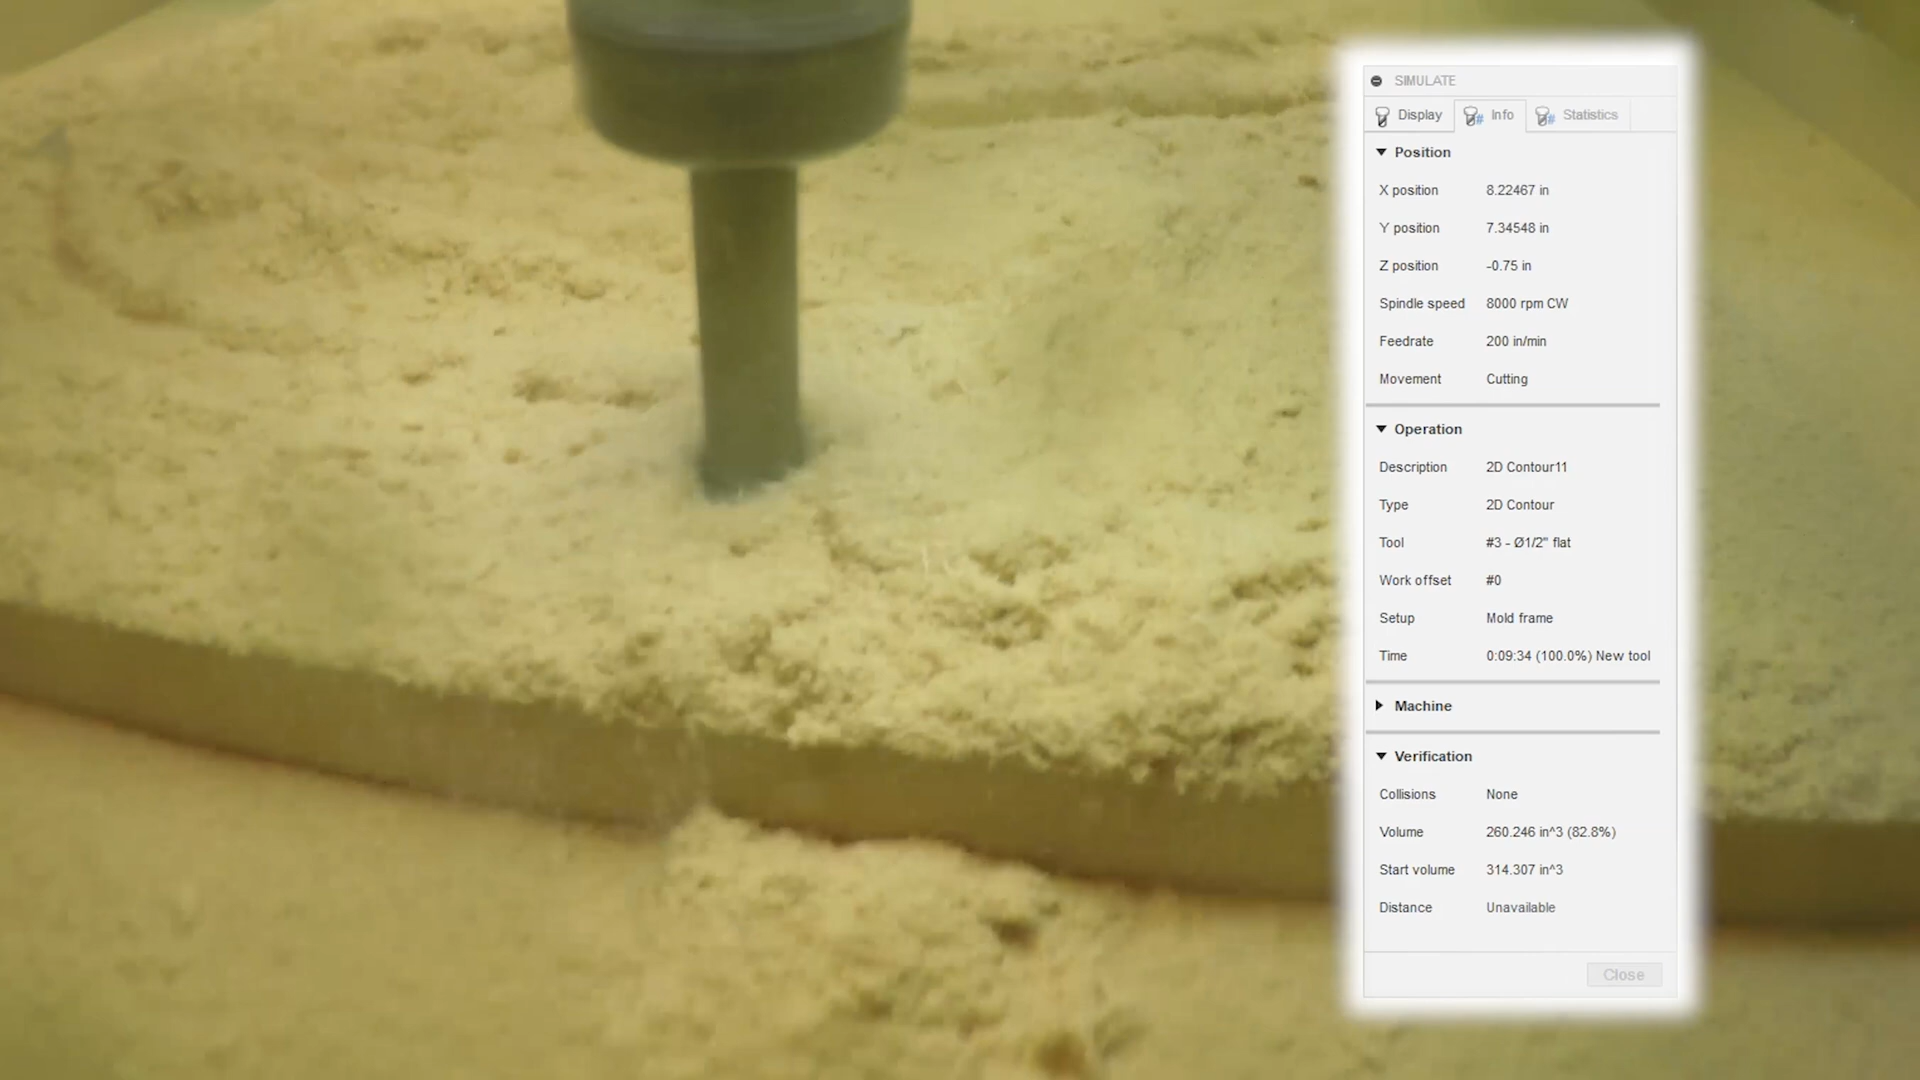 SIMULATE
Display Info Statistics
Position
X position 8.22467 in
Y position 7.34548 in
Z position -0.75 in
Spindle speed 8000 rpm CW
Feedrate 200 in/min
Movement Cutting
Operation
Description 2D Contour11
Type 2D Contour
Tool #3 - Ø1/2" flat
Work offset #0
Setup Mold frame
Time 0:09:34 (100.0%) New tool
Machine
Verification
Collisions None
Volume 260.246 in^3 (82.8%)
Start volume 314.307 in^3
Distance Unavailable
Close